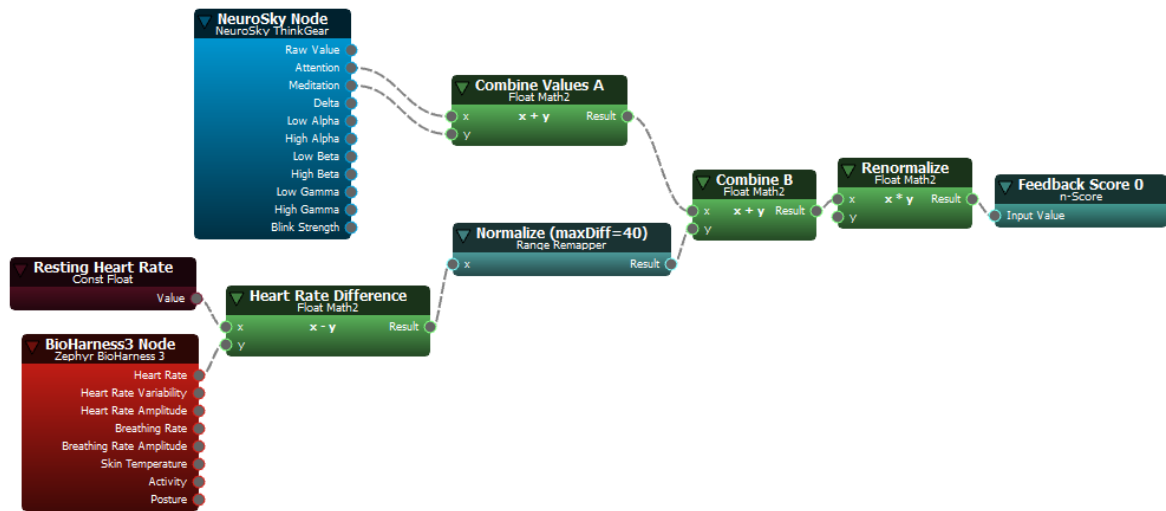 NeuroSky Node
NeuroSky ThinkGear
Raw Value
Attention
Meditation
Delta
Low Alpha
High Alpha
Low Beta
High Beta
Low Gamma
High Gamma
Blink Strength
Combine Values A
Float Math2
x x + y Result
y
Combine B
Float Math2
x x + y Result
y
Renormalize
Float Math2
x x * y Result
y
Feedback Score 0
n-Score
Input Value
Normalize (maxDiff=40)
Range Remapper
x Result
Resting Heart Rate
Const Float
Value
Heart Rate Difference
Float Math2
x x - y Result
y
BioHarness3 Node
Zephyr BioHarness 3
Heart Rate
Heart Rate Variability
Heart Rate Amplitude
Breathing Rate
Breathing Rate Amplitude
Skin Temperature
Activity
Posture